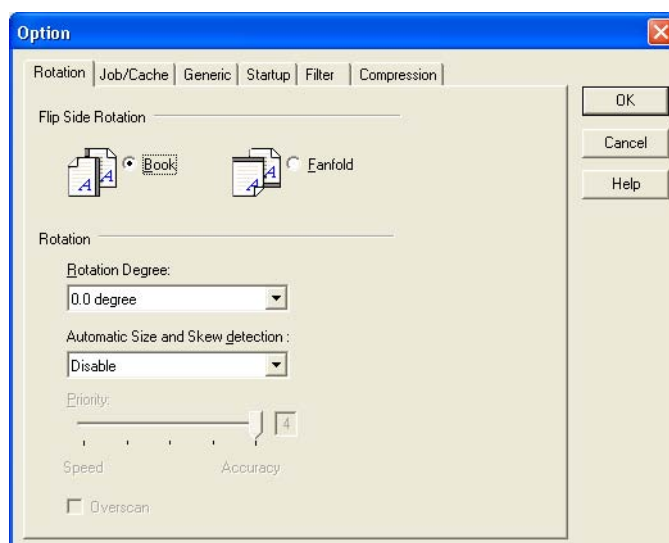 Option
Rotation Job/Cache Generic Startup Filter Compression
OK
Cancel
Help
Flip Side Rotation
A A Book A A Fanfold
Rotation
Rotation Degree:
0.0 degree
Automatic Size and Skew detection :
Disable
Priority:
4
Speed Accuracy
Overscan